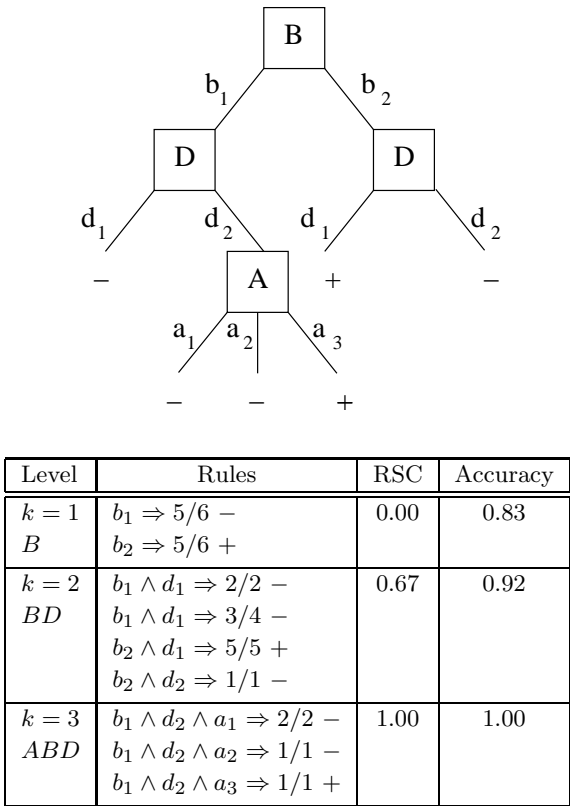 B
b1 b2
D D
d1 d2 d1 d2
− A + −
a1 a2 a3
− − +
Level Rules RSC Accuracy
k = 1 b1 ∧ ⇒ 5/6 − 0.00 0.83
B b2 ⇒ 5/6 +
k = 2 b1 ∧ d1 ⇒ 2/2 − 0.67 0.92
BD b1 ∧ d1 ⇒ 3/4 −
b2 ∧ d1 ⇒ 5/5 +
b2 ∧ d2 ⇒ 1/1 −
k = 3 b1 ∧ d2 ∧ a1 ⇒ 2/2 − 1.00 1.00
ABD b1 ∧ d2 ∧ a2 ⇒ 1/1 −
b1 ∧ d2 ∧ a3 ⇒ 1/1 +